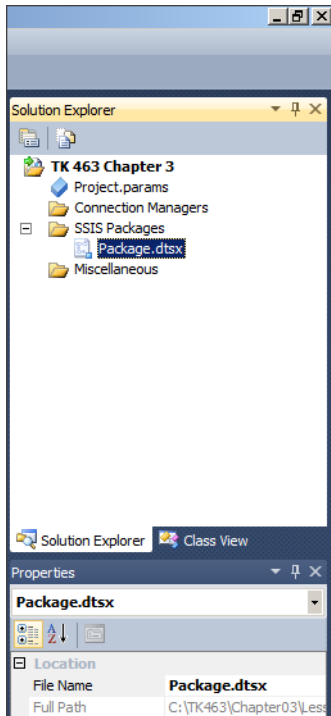 Solution Explorer
TK 463 Chapter 3
Project.params
Connection Managers
SSIS Packages
Package.dtsx
Miscellaneous
Solution Explorer Class View
Properties
Package.dtsx
Location
File Name Package.dtsx
Full Path C:\TK463\Chapter03\Less